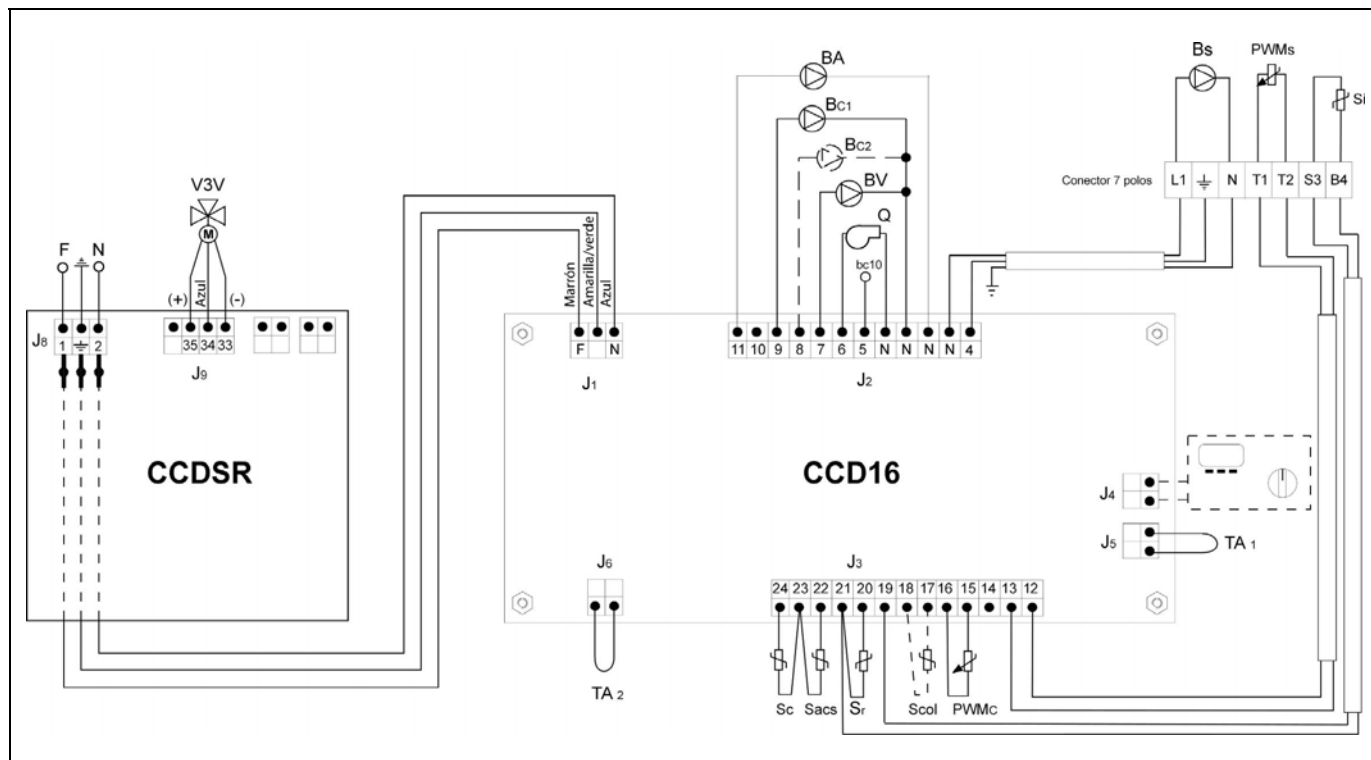 BA
BC1
BC2
BV
Q
bc10
Bs
PWMs
Si
Conector 7 polos
L1 N T1 T2 S3 B4
V3V
M
F N
(+) Azul (-)
Marrón
Amarilla/verde
Azul
J8
1 2
35 34 33
J9
F N
J1
11 10 9 8 7 6 5 N N N N 4
J2
CCDSR
CCD16
J4
J5
TA 1
J6
J3
24 23 22 21 20 19 18 17 16 15 14 13 12
TA 2
Sc Sacs Sr Scol PWMC